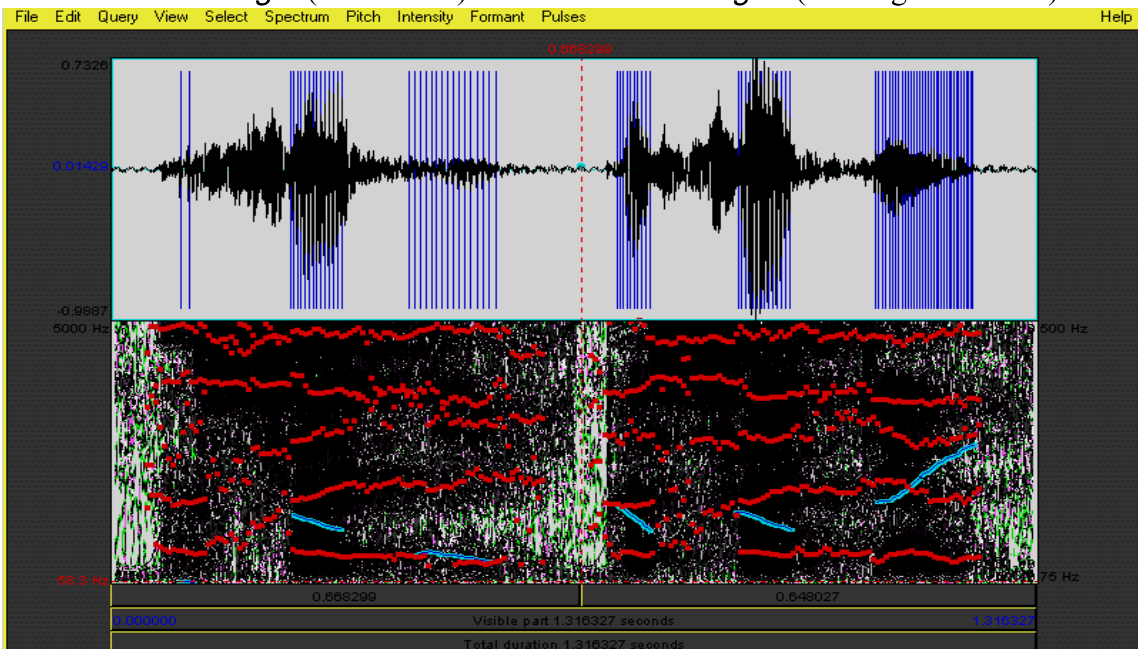 File Edit Query View Select Spectrum Pitch Intensity Formant Pulses Help
0.668299
0.7326
0.01429
-0.9887
5000 Hz 500 Hz
58.3 Hz 75 Hz
0.668299 0.648027
0.000000 Visible part 1.316327 seconds 1.316327
Total duration 1.316327 seconds